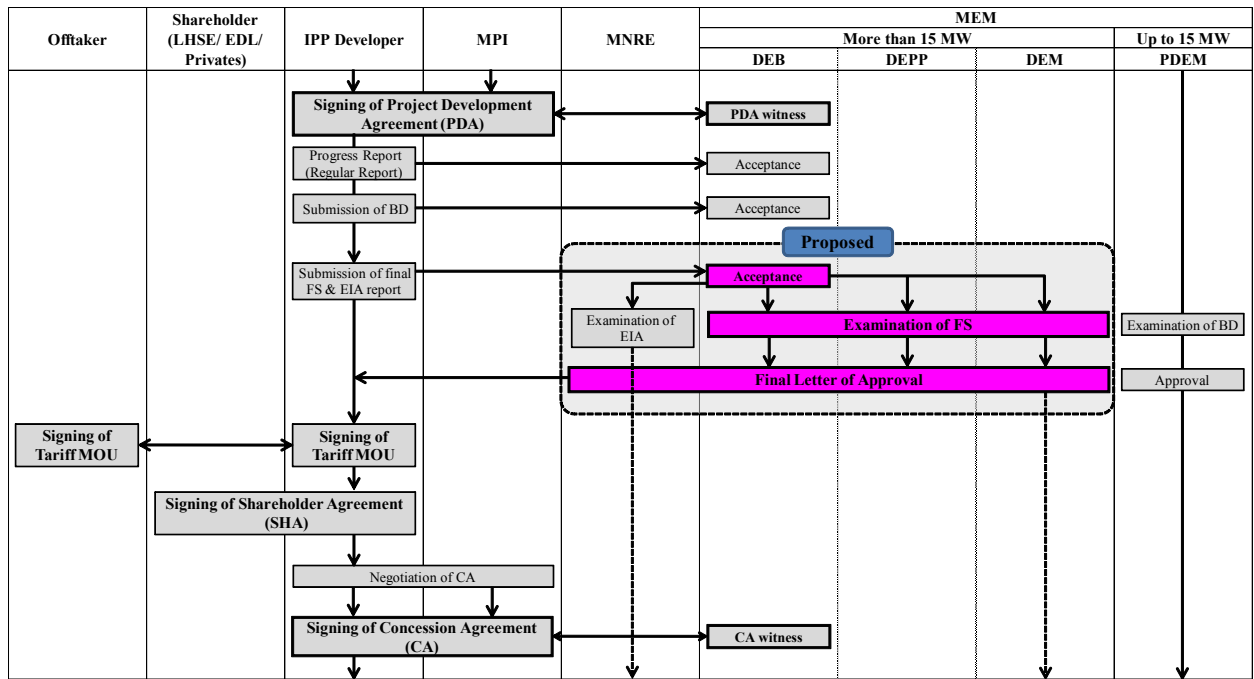 Offtaker
Shareholder
(LHSE/ EDL/
Privates)
IPP Developer
MPI
MNRE
MEM
More than 15 MW
Up to 15 MW
DEB
DEPP
DEM
PDEM
Signing of Project Development
Agreement (PDA)
PDA witness
Progress Report
(Regular Report)
Acceptance
Submission of BD
Acceptance
Proposed
Submission of final
FS & EIA report
Acceptance
Examination of
EIA
Examination of FS
Examination of BD
Final Letter of Approval
Approval
Signing of
Tariff MOU
Signing of
Tariff MOU
Signing of Shareholder Agreement
(SHA)
Negotiation of CA
Signing of Concession Agreement
(CA)
CA witness